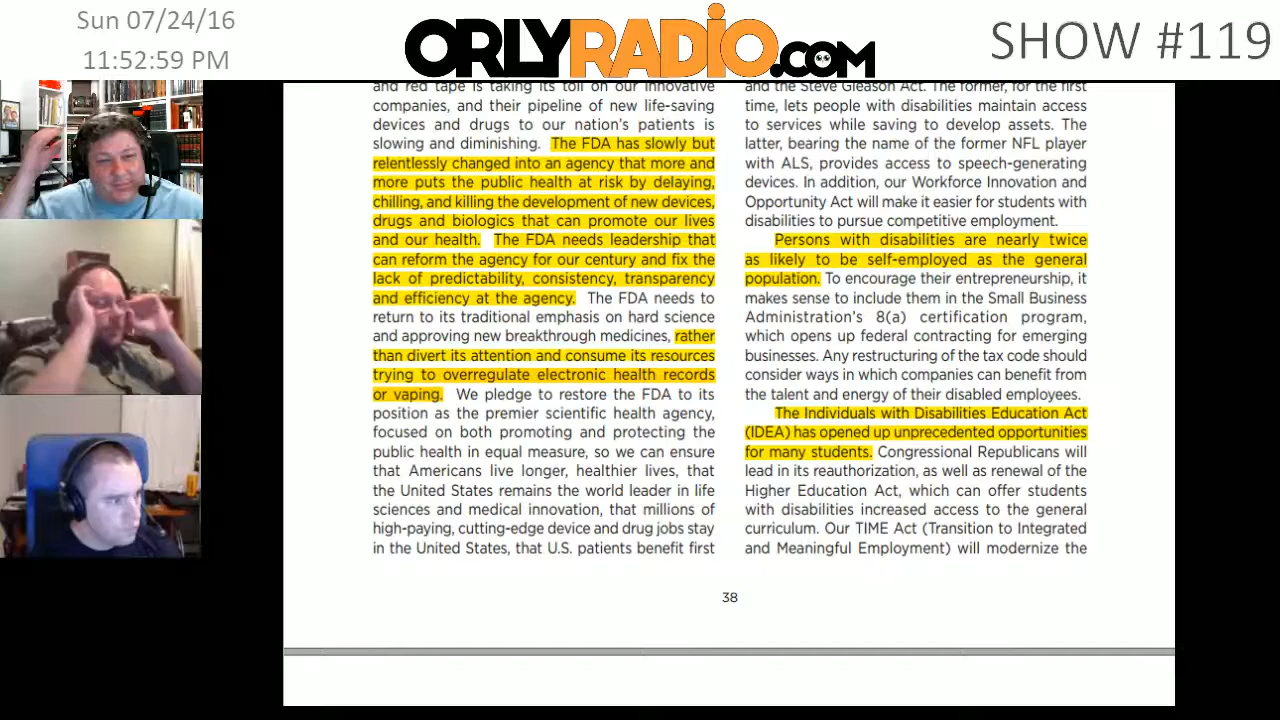 Sun 07/24/16
11:52:59 PM
ORLYRADIO.COM
SHOW #119
and red tape is taking its toll on our innovative
companies, and their pipeline of new life-saving
devices and drugs to our nation's patients is
slowing and diminishing. The FDA has slowly but
relentlessly changed into an agency that more and
more puts the public health at risk by delaying,
chilling, and killing the development of new devices,
drugs and biologics that can promote our lives
and our health. The FDA needs leadership that
can reform the agency for our century and fix the
lack of predictability, consistency, transparency
and efficiency at the agency. The FDA needs to
return to its traditional emphasis on hard science
and approving new breakthrough medicines, rather
than divert its attention and consume its resources
trying to overregulate electronic health records
or vaping. We pledge to restore the FDA to its
position as the premier scientific health agency,
focused on both promoting and protecting the
public health in equal measure, so we can ensure
that Americans live longer, healthier lives, that
the United States remains the world leader in life
sciences and medical innovation, that millions of
high-paying, cutting-edge device and drug jobs stay
in the United States, that U.S. patients benefit first
and the Steve Gleason Act. The former, for the first
time, lets people with disabilities maintain access
to services while saving to develop assets. The
latter, bearing the name of the former NFL player
with ALS, provides access to speech-generating
devices. In addition, our Workforce Innovation and
Opportunity Act will make it easier for students with
disabilities to pursue competitive employment.
Persons with disabilities are nearly twice
as likely to be self-employed as the general
population. To encourage their entrepreneurship, it
makes sense to include them in the Small Business
Administration's 8(a) certification program,
which opens up federal contracting for emerging
businesses. Any restructuring of the tax code should
consider ways in which companies can benefit from
the talent and energy of their disabled employees.
The Individuals with Disabilities Education Act
(IDEA) has opened up unprecedented opportunities
for many students. Congressional Republicans will
lead in its reauthorization, as well as renewal of the
Higher Education Act, which can offer students
with disabilities increased access to the general
curriculum. Our TIME Act (Transition to Integrated
and Meaningful Employment) will modernize the
38